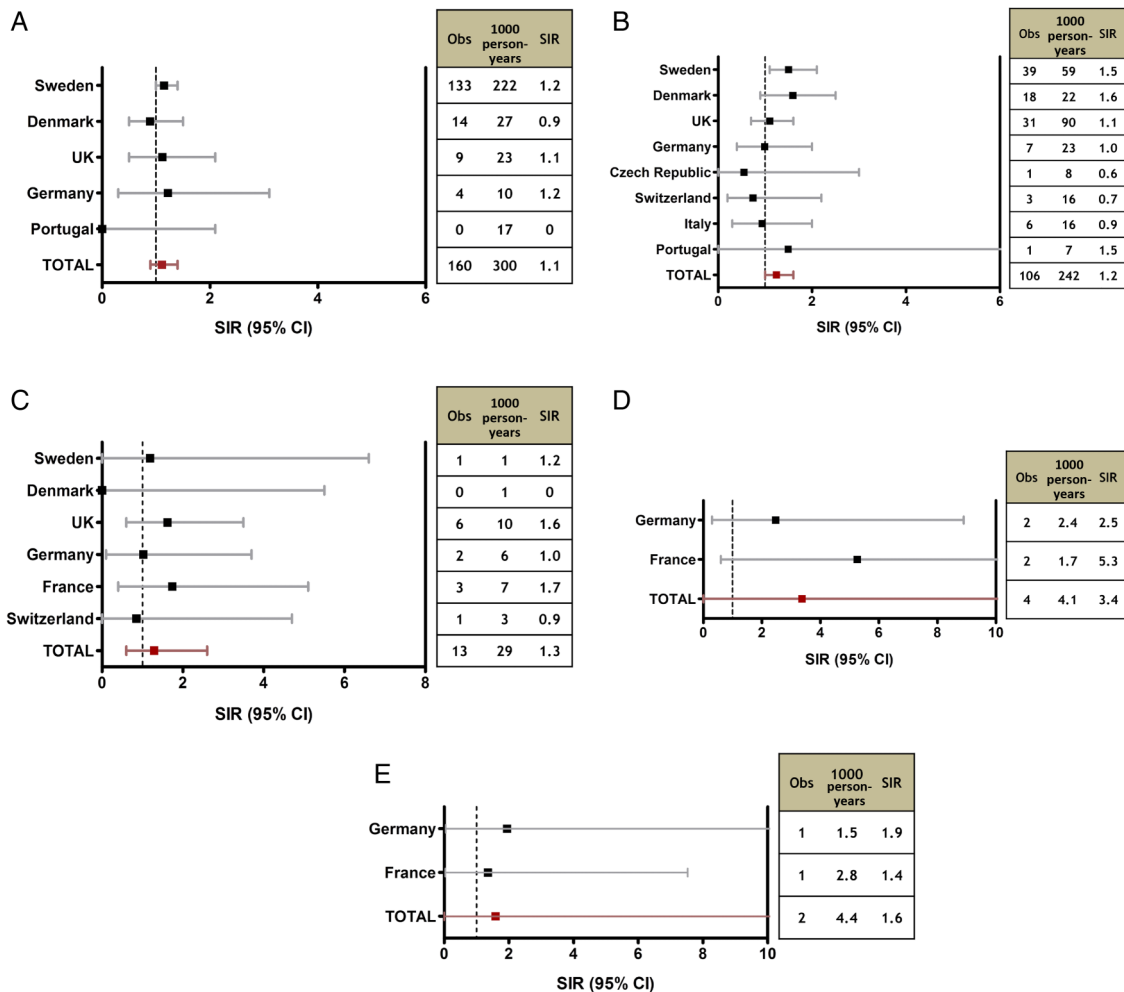 A
Obs 1000 person-years SIR
Sweden 133 222 1.2
Denmark 14 27 0.9
UK 9 23 1.1
Germany 4 10 1.2
Portugal 0 17 0
TOTAL 160 300 1.1
0 2 4 6
SIR (95% CI)
B
Obs 1000 person-years SIR
Sweden 39 59 1.5
Denmark 18 22 1.6
UK 31 90 1.1
Germany 7 23 1.0
Czech Republic 1 8 0.6
Switzerland 3 16 0.7
Italy 6 16 0.9
Portugal 1 7 1.5
TOTAL 106 242 1.2
0 2 4 6
SIR (95% CI)
C
Obs 1000 person-years SIR
Sweden 1 1 1.2
Denmark 0 1 0
UK 6 10 1.6
Germany 2 6 1.0
France 3 7 1.7
Switzerland 1 3 0.9
TOTAL 13 29 1.3
0 2 4 6 8
SIR (95% CI)
D
Obs 1000 person-years SIR
Germany 2 2.4 2.5
France 2 1.7 5.3
TOTAL 4 4.1 3.4
0 2 4 6 8 10
SIR (95% CI)
E
Obs 1000 person-years SIR
Germany 1 1.5 1.9
France 1 2.8 1.4
TOTAL 2 4.4 1.6
0 2 4 6 8 10
SIR (95% CI)